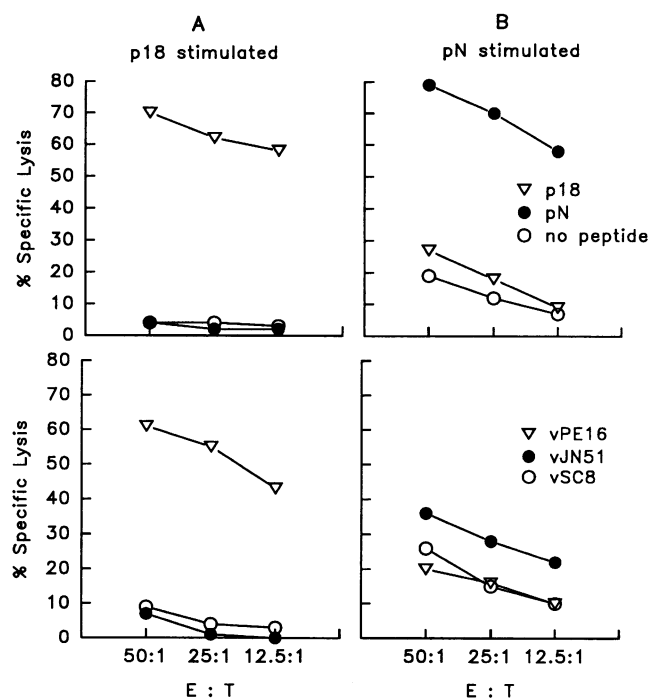 A
p18 stimulated
B
pN stimulated
% Specific Lysis
80
70
60
50
40
30
20
10
0
p18
pN
no peptide
% Specific Lysis
80
70
60
50
40
30
20
10
0
vPE16
vJN51
vSC8
50:1 25:1 12.5:1
50:1 25:1 12.5:1
E : T
E : T